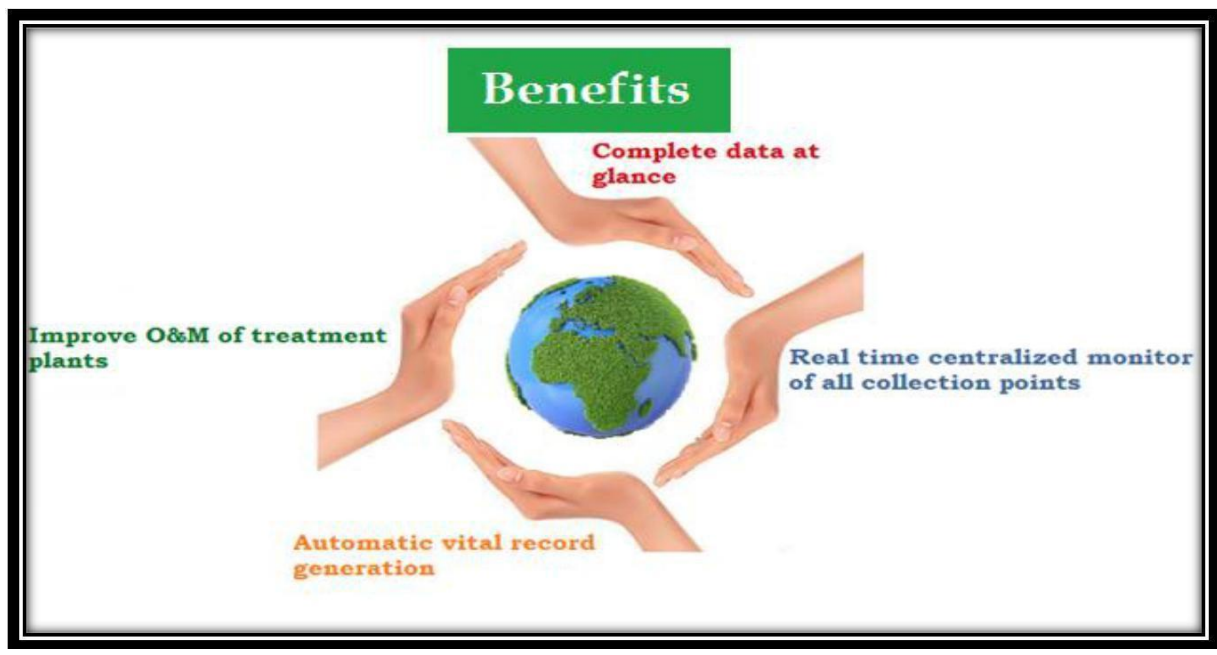 Benefits
Complete data at
glance
Improve O&M of treatment
plants
Real time centralized monitor
of all collection points
Automatic vital record
generation